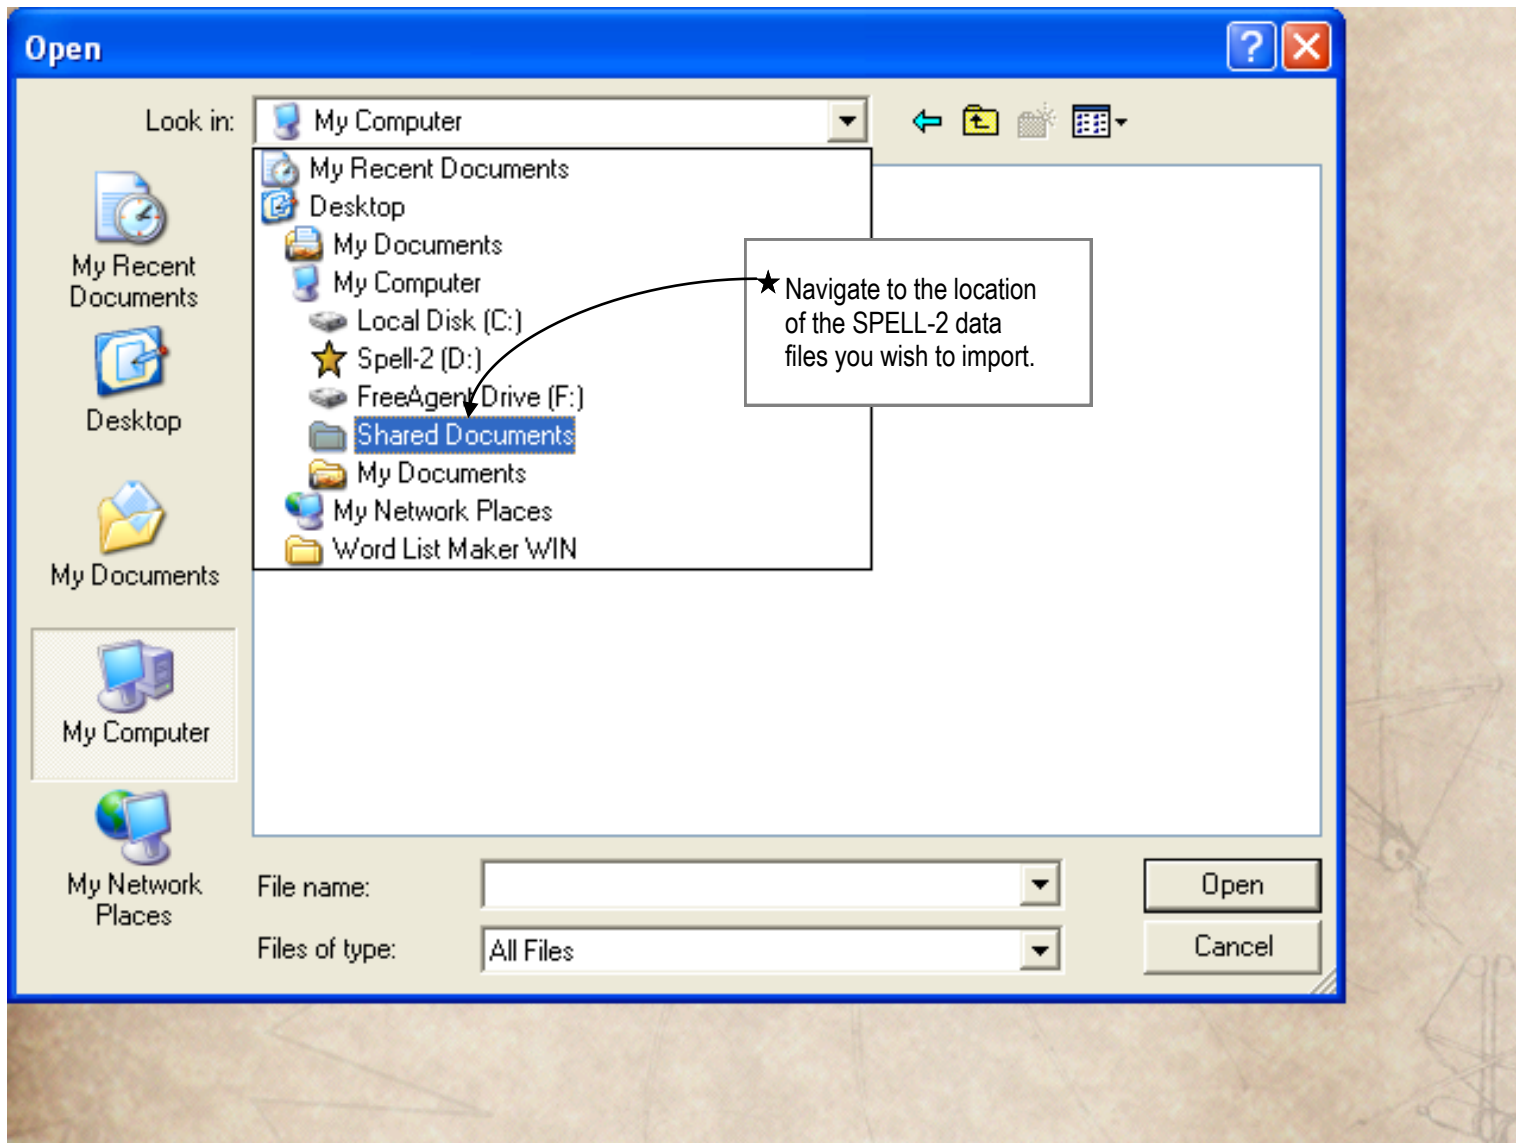 Open
Look in: My Computer
My Recent Documents
Desktop
My Documents
My Computer
Local Disk (C:)
Spell-2 (D:)
FreeAgent Drive (F:)
Shared Documents
My Documents
My Network Places
Word List Maker WIN
Navigate to the location
of the SPELL-2 data
files you wish to import.
My Recent
Documents
Desktop
My Documents
My Computer
My Network
Places
File name:
Open
Files of type: All Files
Cancel